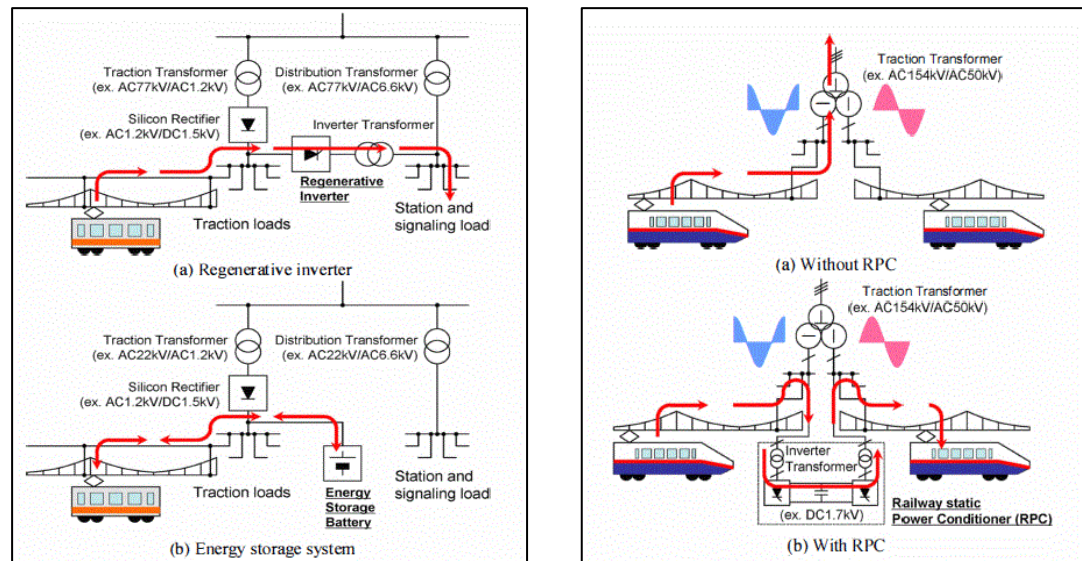 Traction Transformer
(ex. AC77kV/AC1.2kV)
Distribution Transformer
(ex. AC77kV/AC6.6kV)
Silicon Rectifier
(ex. AC1.2kV/DC1.5kV)
Inverter Transformer
Regenerative
Inverter
Traction loads
Station and
signaling load
(a) Regenerative inverter
Traction Transformer
(ex. AC22kV/AC1.2kV)
Distribution Transformer
(ex. AC22kV/AC6.6kV)
Silicon Rectifier
(ex. AC1.2kV/DC1.5kV)
Traction loads
Energy
Storage
Battery
Station and
signaling load
(b) Energy storage system
Traction Transformer
(ex. AC154kV/AC50kV)
(a) Without RPC
Traction Transformer
(ex. AC154kV/AC50kV)
Inverter
Transformer
(ex. DC1.7kV)
Railway static
Power Conditioner (RPC)
(b) With RPC